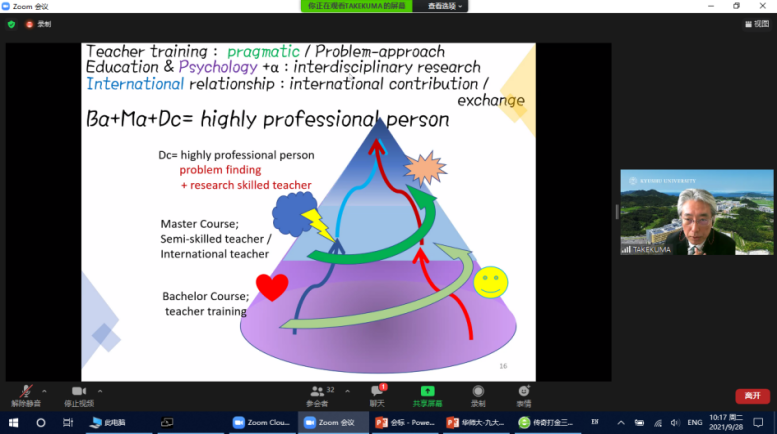 Zoom 会议
你正在观看TAKEKUMA 的屏幕
查看选项
录制
视图
Teacher training : pragmatic / Problem-approach
Education & Psychology +α : interdisciplinary research
International relationship : international contribution /
exchange
Ba+Ma+Dc= highly professional person
Dc= highly professional person
problem finding
+ research skilled teacher
Master Course;
Semi-skilled teacher /
International teacher
Bachelor Course;
teacher training
16
KYUSHU UNIVERSITY
TAKEKUMA
解除静音
停止视频
32
参会者
1
聊天
共享屏幕
录制
表情
离开
此电脑
Zoom Clou...
Zoom 会议
会标 - Powe...
华师大-九大...
传奇打金三...
ENG
10:17 周二
2021/9/28